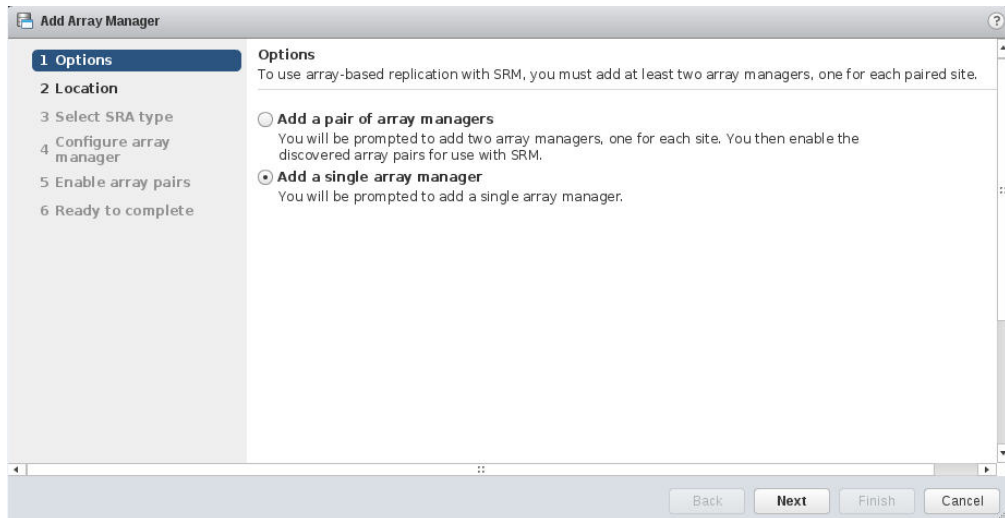 Add Array Manager
?
1 Options
2 Location
3 Select SRA type
4 Configure array
manager
5 Enable array pairs
6 Ready to complete
Options
To use array-based replication with SRM, you must add at least two array managers, one for each paired site.
Add a pair of array managers
You will be prompted to add two array managers, one for each site. You then enable the
discovered array pairs for use with SRM.
Add a single array manager
You will be prompted to add a single array manager.
Back Next Finish Cancel